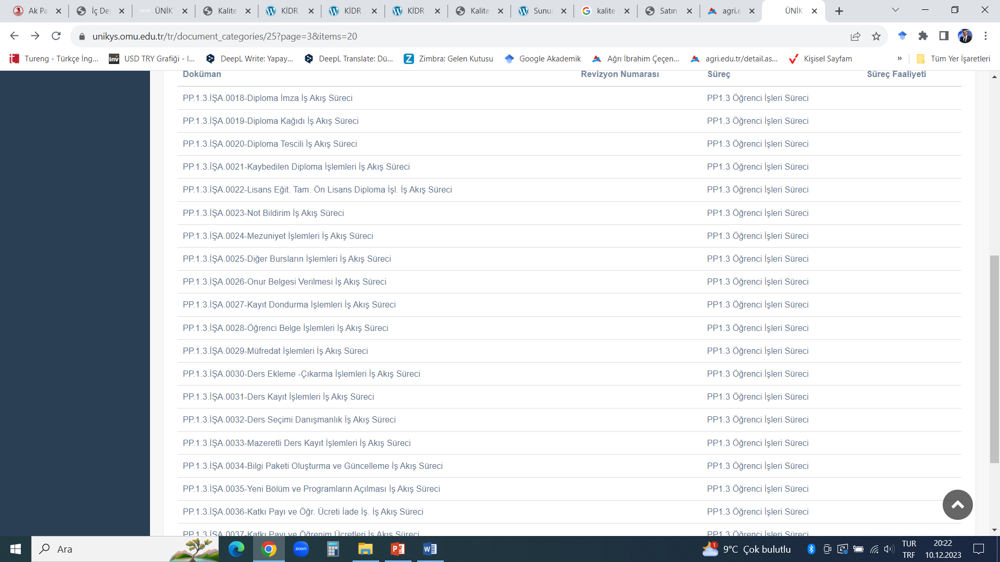 Ak Pa
İç De
ÜNİK
Kalite
KİDR
KİDR
KİDR
Kalite
Sunu
kalite
Satın
agri.e
ÜNİK
unikys.omu.edu.tr/tr/document_categories/25?page=3&items=20
Tureng - Türkçe İng...
USD TRY Grafiği - I...
DeepL Write: Yapay...
DeepL Translate: Dü...
Zimbra: Gelen Kutusu
Google Akademik
Ağrı İbrahim Çeçen...
agri.edu.tr/detail.as...
Kişisel Sayfam
»
Tüm Yer İşaretleri
Doküman Revizyon Numarası Süreç Süreç Faaliyeti
PP.1.3.İŞA.0018-Diploma İmza İş Akış Süreci PP1.3 Öğrenci İşleri Süreci
PP.1.3.İŞA.0019-Diploma Kağıdı İş Akış Süreci PP1.3 Öğrenci İşleri Süreci
PP.1.3.İŞA.0020-Diploma Tescili İş Akış Süreci PP1.3 Öğrenci İşleri Süreci
PP.1.3.İŞA.0021-Kaybedilen Diploma İşlemleri İş Akış Süreci PP1.3 Öğrenci İşleri Süreci
PP.1.3.İŞA.0022-Lisans Eğit. Tam. Ön Lisans Diploma İşl. İş Akış Süreci PP1.3 Öğrenci İşleri Süreci
PP.1.3.İŞA.0023-Not Bildirim İş Akış Süreci PP1.3 Öğrenci İşleri Süreci
PP.1.3.İŞA.0024-Mezuniyet İşlemleri İş Akış Süreci PP1.3 Öğrenci İşleri Süreci
PP.1.3.İŞA.0025-Diğer Bursların İşlemleri İş Akış Süreci PP1.3 Öğrenci İşleri Süreci
PP.1.3.İŞA.0026-Onur Belgesi Verilmesi İş Akış Süreci PP1.3 Öğrenci İşleri Süreci
PP.1.3.İŞA.0027-Kayıt Dondurma İşlemleri İş Akış Süreci PP1.3 Öğrenci İşleri Süreci
PP.1.3.İŞA.0028-Öğrenci Belge İşlemleri İş Akış Süreci PP1.3 Öğrenci İşleri Süreci
PP.1.3.İŞA.0029-Müfredat İşlemleri İş Akış Süreci PP1.3 Öğrenci İşleri Süreci
PP.1.3.İŞA.0030-Ders Ekleme -Çıkarma İşlemleri İş Akış Süreci PP1.3 Öğrenci İşleri Süreci
PP.1.3.İŞA.0031-Ders Kayıt İşlemleri İş Akış Süreci PP1.3 Öğrenci İşleri Süreci
PP.1.3.İŞA.0032-Ders Seçimi Danışmanlık İş Akış Süreci PP1.3 Öğrenci İşleri Süreci
PP.1.3.İŞA.0033-Mazeretli Ders Kayıt İşlemleri İş Akış Süreci PP1.3 Öğrenci İşleri Süreci
PP.1.3.İŞA.0034-Bilgi Paketi Oluşturma ve Güncelleme İş Akış Süreci PP1.3 Öğrenci İşleri Süreci
PP.1.3.İŞA.0035-Yeni Bölüm ve Programların Açılması İş Akış Süreci PP1.3 Öğrenci İşleri Süreci
PP.1.3.İŞA.0036-Katkı Payı ve Öğr. Ücreti İade İş. İş Akış Süreci PP1.3 Öğrenci İşleri Süreci
PP.1.3.İŞA.0037-Katkı Payı ve Öğrenim Ücretleri İş Akış Süreci PP1.3 Öğrenci İşleri Süreci
Ara
zoom
1
9°C Çok bulutlu
TUR
TRF
20:22
10.12.2023